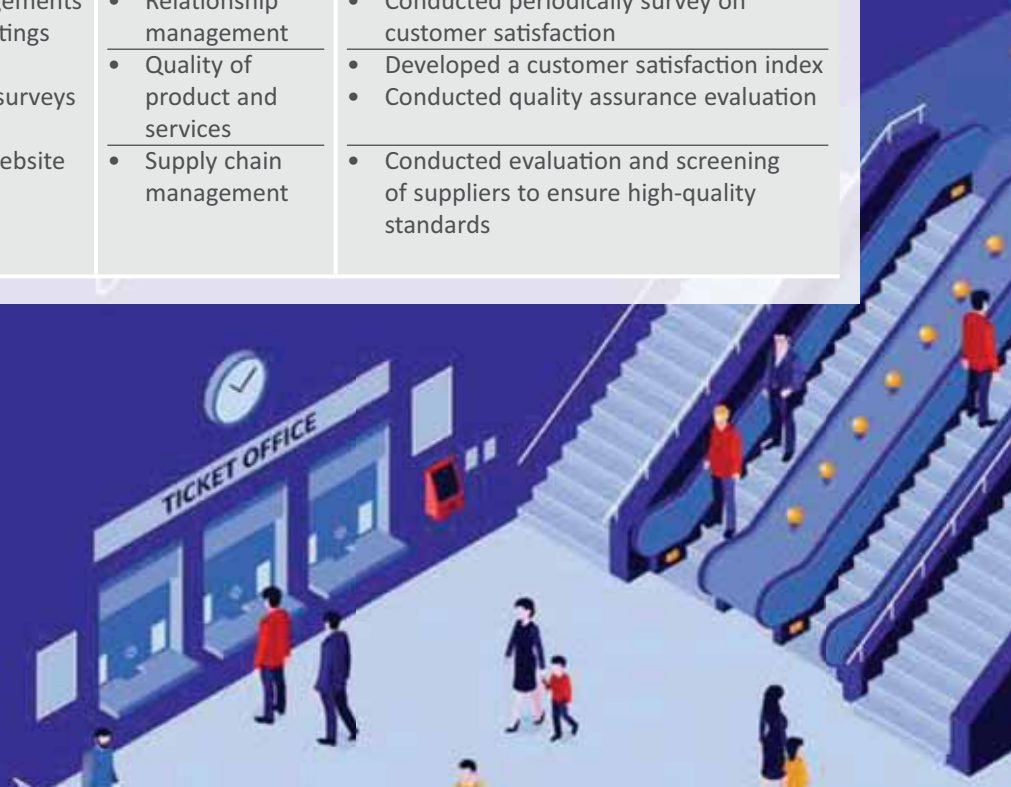 gements
tings
surveys
ebsite
• Relationship
management
• Conducted periodically survey on
customer satisfaction
• Quality of
product and
services
• Developed a customer satisfaction index
• Conducted quality assurance evaluation
• Supply chain
management
• Conducted evaluation and screening
of suppliers to ensure high-quality
standards
TICKET OFFICE